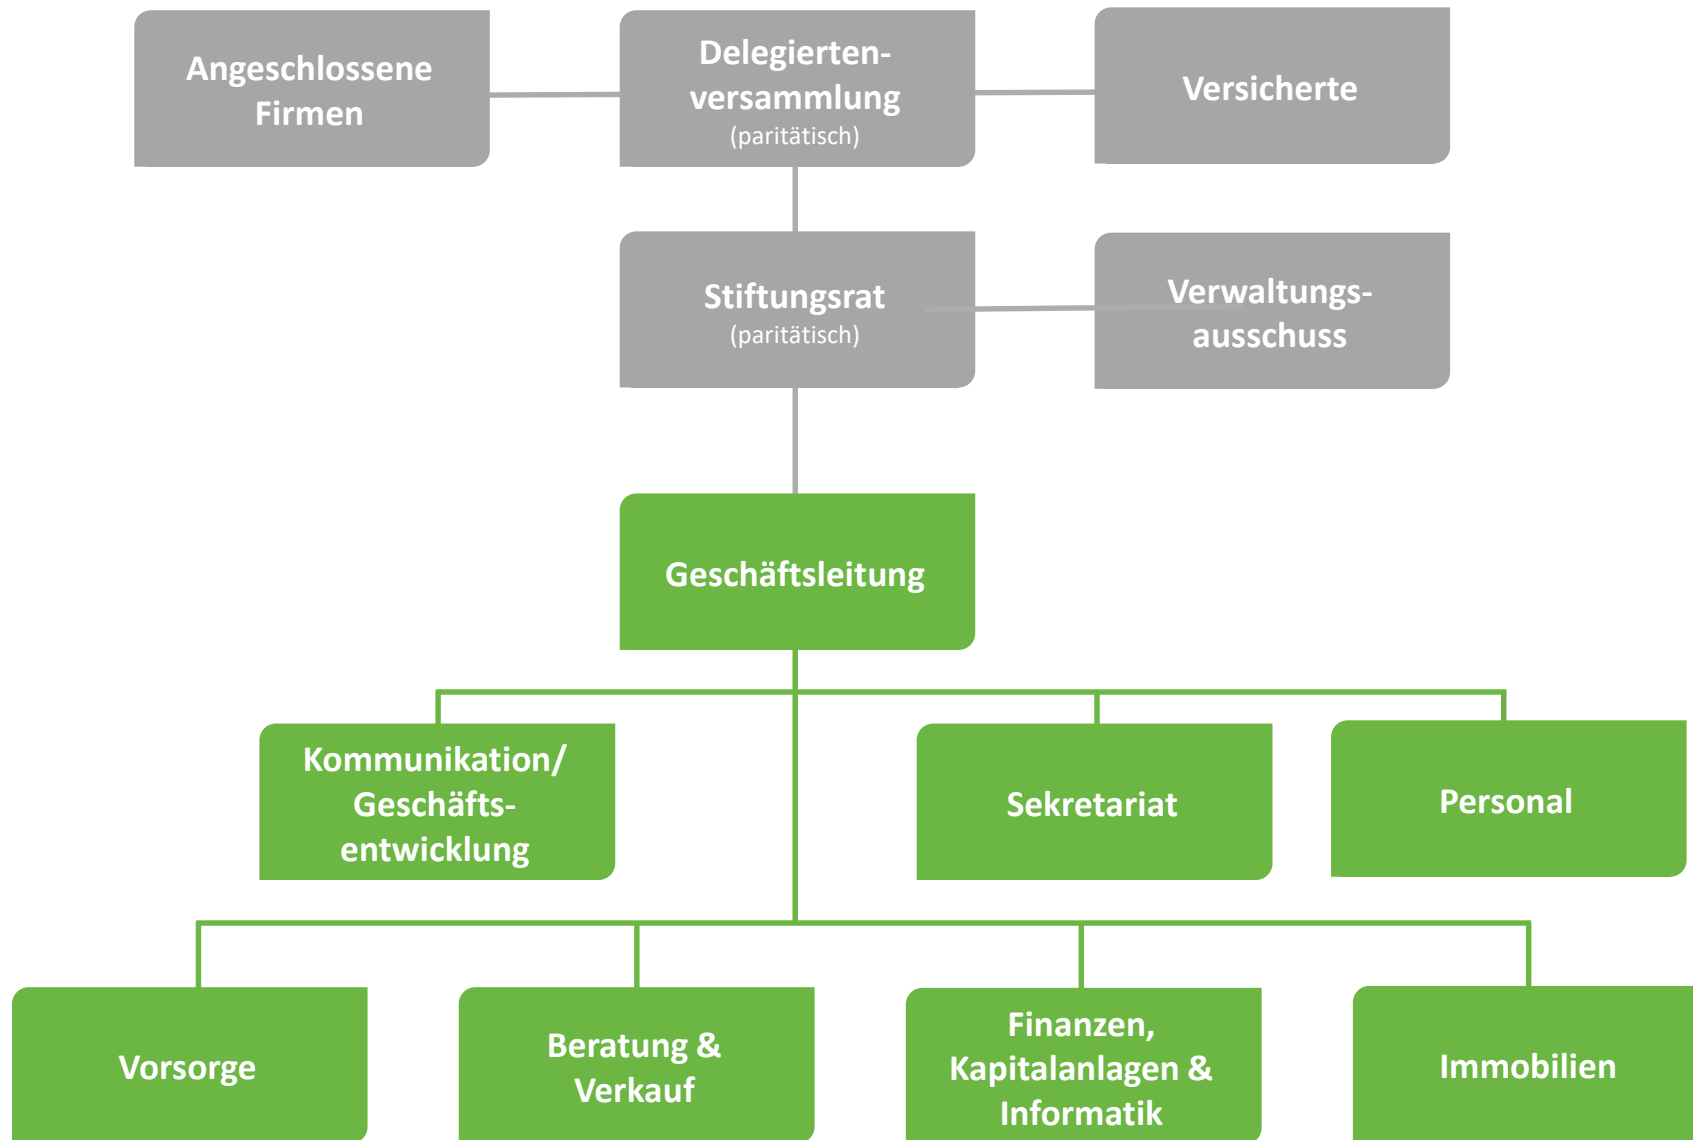 Angeschlossene
Firmen
Delegierten-
versammlung
(paritätisch)
Versicherte
Stiftungsrat
(paritätisch)
Verwaltungs-
ausschuss
Geschäftsleitung
Kommunikation/
Geschäfts-
entwicklung
Sekretariat
Personal
Vorsorge
Beratung &
Verkauf
Finanzen,
Kapitalanlagen &
Informatik
Immobilien